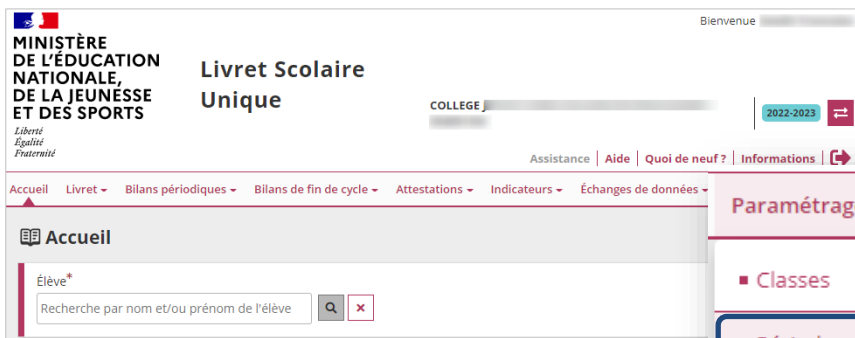 Bienvenue
MINISTÈRE
DE L'ÉDUCATION
NATIONALE,
DE LA JEUNESSE
ET DES SPORTS
Liberté
Égalité
Fraternité
Livret Scolaire
Unique
COLLEGE
2022-2023
Assistance | Aide | Quoi de neuf ? | Informations |
Accueil Livret Bilans périodiques Bilans de fin de cycle Attestations Indicateurs Échanges de données
Paramétrag
Accueil
Classes
Élève*
Recherche par nom et/ou prénom de l'élève